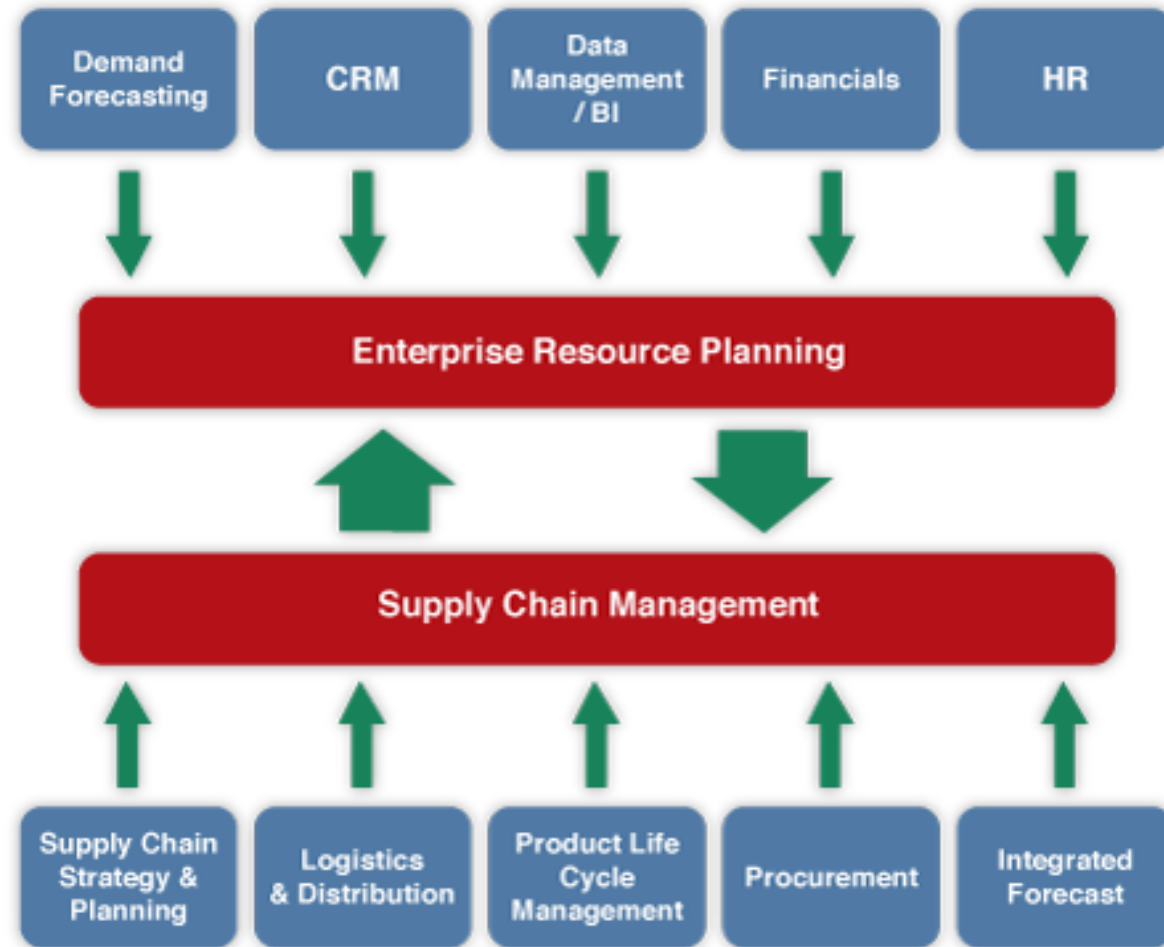 Demand
Forecasting
CRM
Data
Management
/ BI
Financials
HR
Enterprise Resource Planning
Supply Chain Management
Supply Chain
Strategy &
Planning
Logistics
& Distribution
Product Life
Cycle
Management
Procurement
Integrated
Forecast